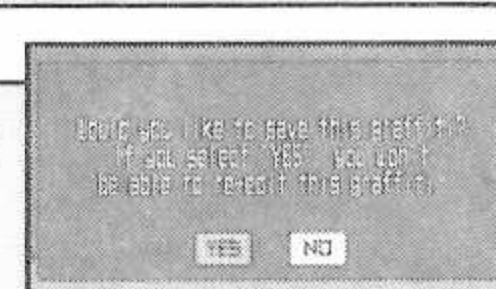 Would you like to save this graffiti?
If you select "YES", you won't
be able to reedit this graffiti.
YES
NO